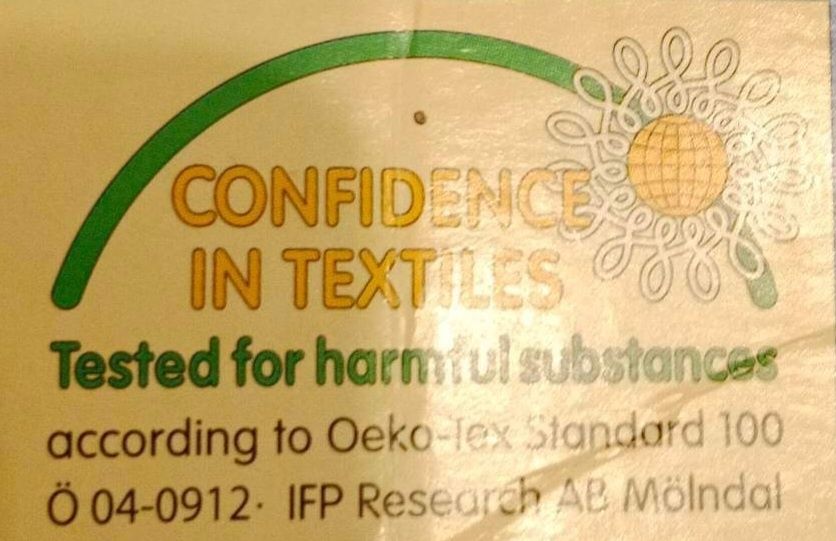 CONFIDENCE
IN TEXTILES
Tested for harmful substances
according to Oeko-Tex Standard 100
Ö 04-0912· IFP Research AB Mölndal